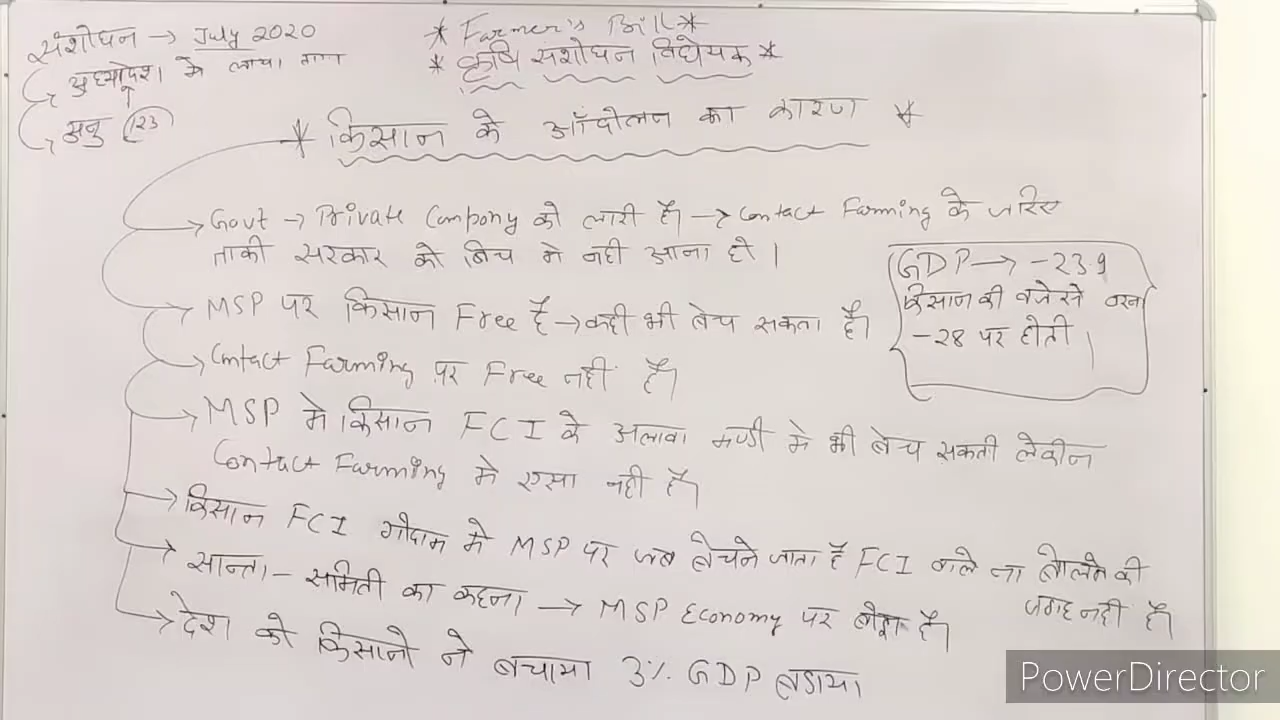 संशोधन → July 2020
अध्यादेश में लाया गया
अनु 123
* Farmer's Bill *
* कृषि संशोधन विधेयक *
* किसान के आँदोलन का कारण *
→ Govt → Private Company को लारी है। → Contact Farming के जरिए
ताकी सरकार को बिच मे नही आना हो।
→ MSP पर किसान Free है → कही भी बेच सकता है।
→ Contact Farming पर Free नही है।
GDP → -239
किसान की वजे से वरना
-28 पर होती।
→ MSP मे किसान FCI के अलावा मण्डी मे भी बेच सकती लेकीन
Contact Farming मे एसा नही है।
→ किसान FCI गोदाम मे MSP पर जब बेचने जाता है FCI वाले ना बोलते की
जगह नही है।
→ सान्ता - समिती का कहना → MSP Economy पर बोझ है।
→ देश को किसानो ने बचाया 3% GDP बडाया
PowerDirector